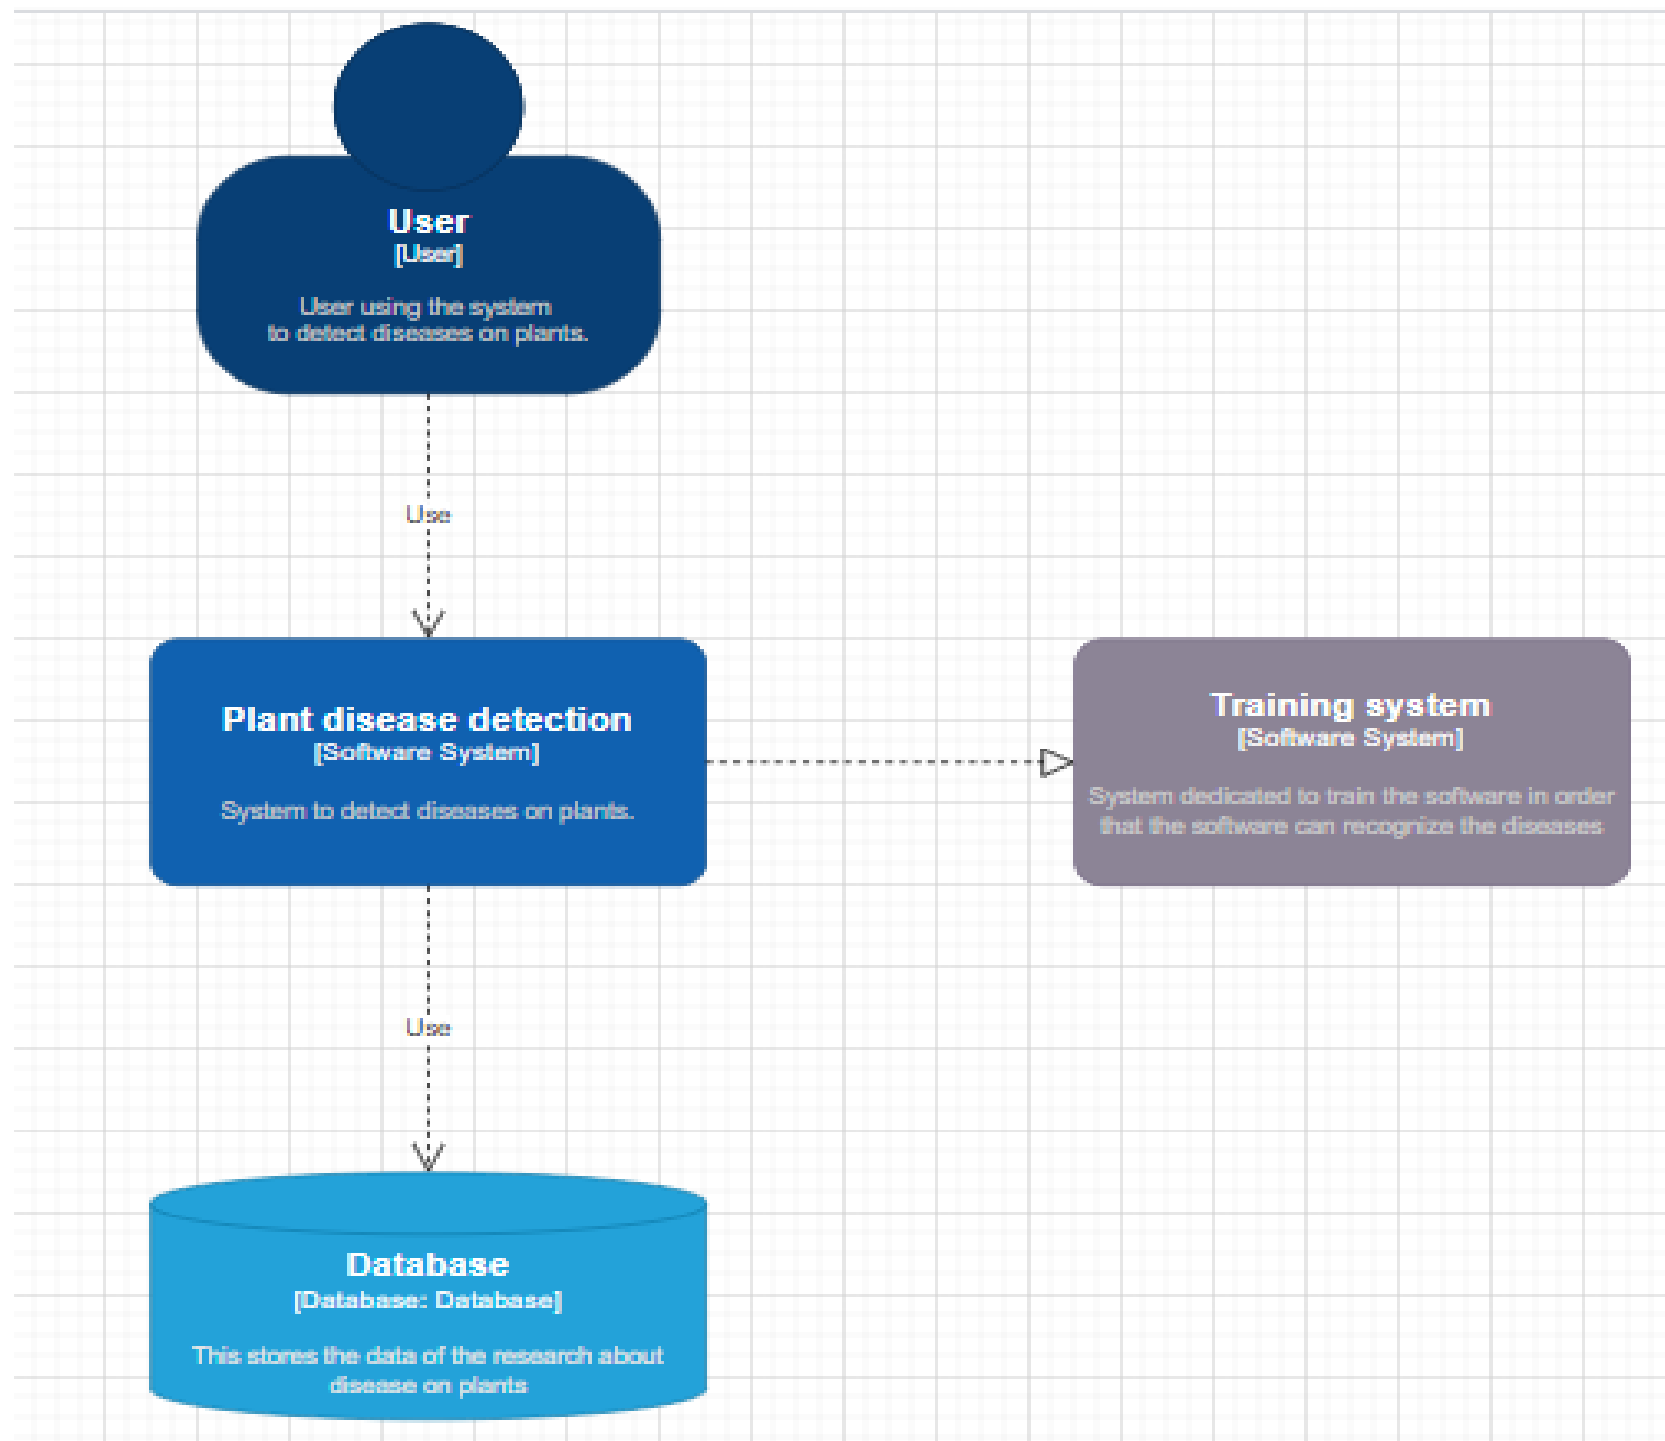 User
[User]
User using the system
to detect diseases on plants.
Use
Plant disease detection
[Software System]
System to detect diseases on plants.
Training system
[Software System]
System dedicated to train the software in order
that the software can recognize the diseases
Use
Database
[Database: Database]
This stores the data of the research about
disease on plants